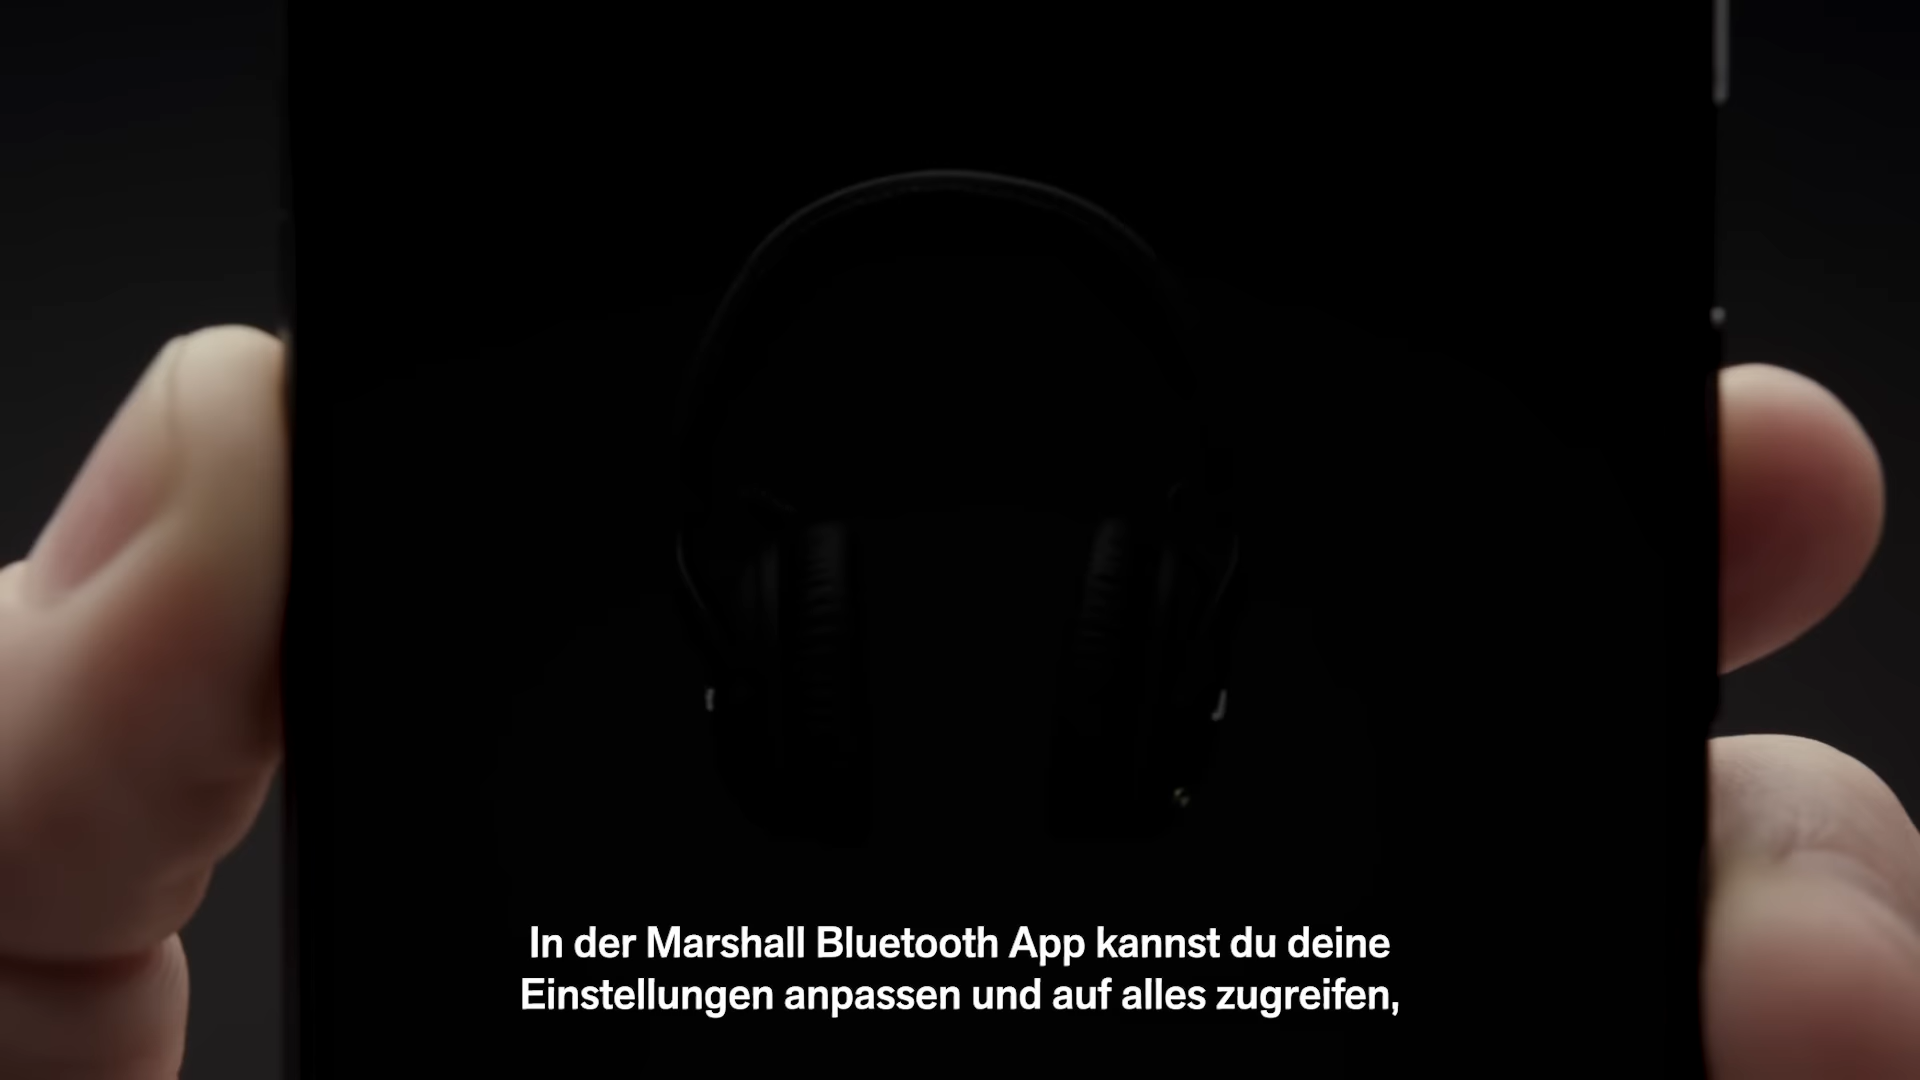 In der Marshall Bluetooth App kannst du deine
Einstellungen anpassen und auf alles zugreifen,